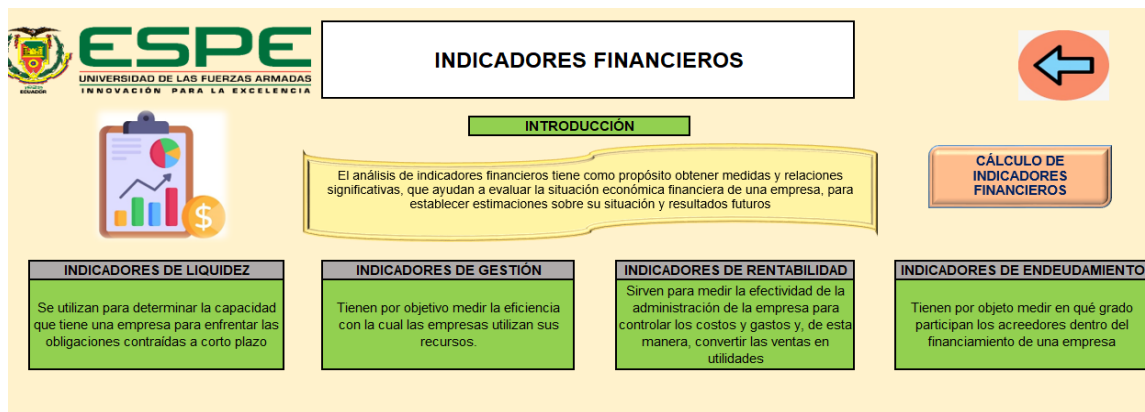 ESPE
UNIVERSIDAD DE LAS FUERZAS ARMADAS
INNOVACIÓN PARA LA EXCELENCIA
ECUADOR
INDICADORES FINANCIEROS
INTRODUCCIÓN
El análisis de indicadores financieros tiene como propósito obtener medidas y relaciones
significativas, que ayudan a evaluar la situación económica financiera de una empresa, para
establecer estimaciones sobre su situación y resultados futuros
CÁLCULO DE
INDICADORES
FINANCIEROS
INDICADORES DE LIQUIDEZ
Se utilizan para determinar la capacidad
que tiene una empresa para enfrentar las
obligaciones contraídas a corto plazo
INDICADORES DE GESTIÓN
Tienen por objetivo medir la eficiencia
con la cual las empresas utilizan sus
recursos.
INDICADORES DE RENTABILIDAD
Sirven para medir la efectividad de la
administración de la empresa para
controlar los costos y gastos y, de esta
manera, convertir las ventas en
utilidades
INDICADORES DE ENDEUDAMIENTO
Tienen por objeto medir en qué grado
participan los acreedores dentro del
financiamiento de una empresa